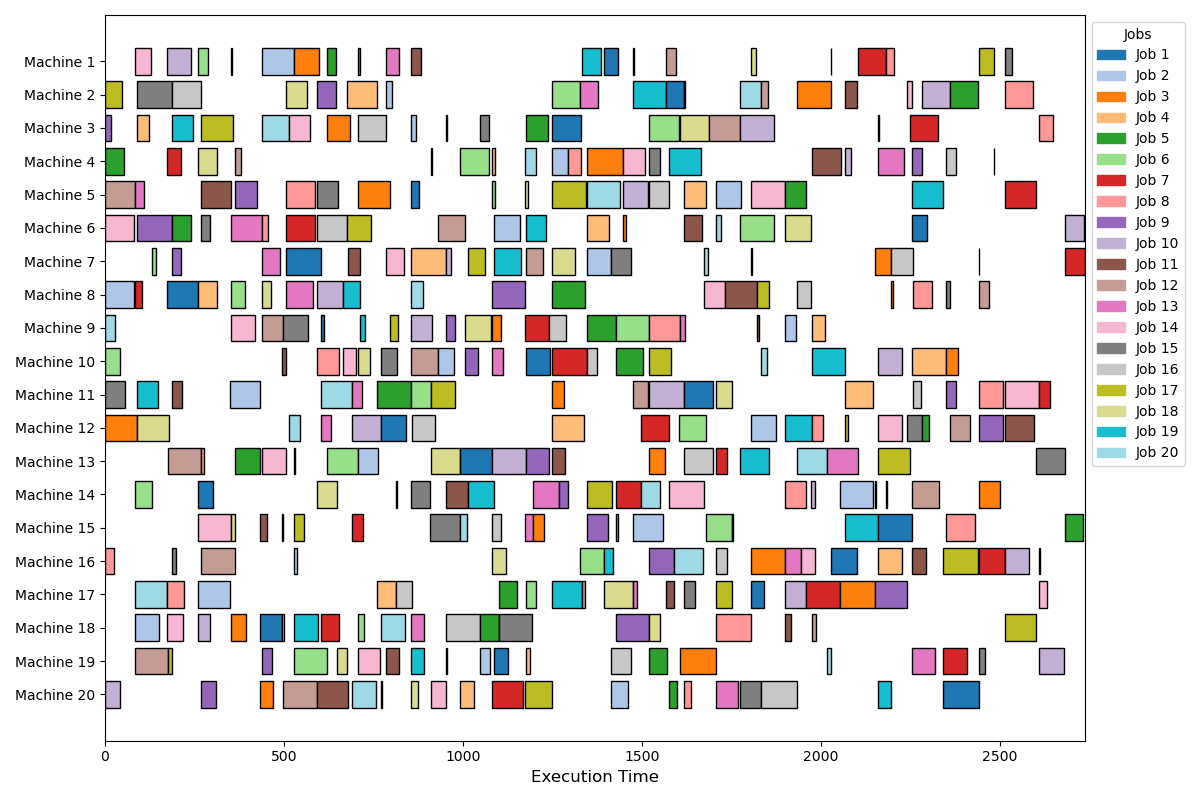 Machine 1
Machine 2
Machine 3
Machine 4
Machine 5
Machine 6
Machine 7
Machine 8
Machine 9
Machine 10
Machine 11
Machine 12
Machine 13
Machine 14
Machine 15
Machine 16
Machine 17
Machine 18
Machine 19
Machine 20
0 500 1000 1500 2000 2500
Execution Time
Jobs
Job 1
Job 2
Job 3
Job 4
Job 5
Job 6
Job 7
Job 8
Job 9
Job 10
Job 11
Job 12
Job 13
Job 14
Job 15
Job 16
Job 17
Job 18
Job 19
Job 20